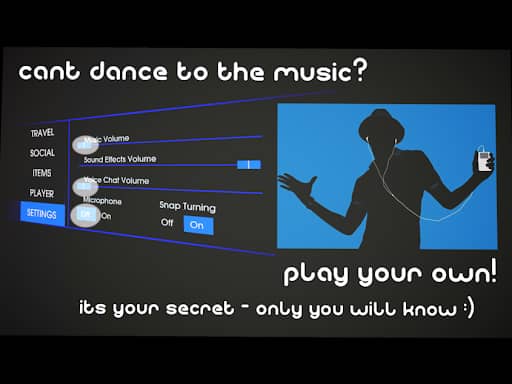 cant dance to the music?
TRAVEL
SOCIAL
ITEMS
PLAYER
SETTINGS
Music Volume
Sound Effects Volume
Voice Chat Volume
Microphone
Off On
Snap Turning
Off On
play your own!
its your secret - only you will know :)